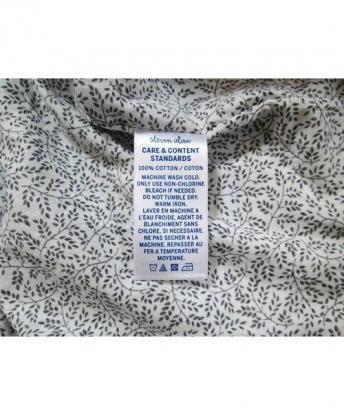 steven alan
CARE & CONTENT
STANDARDS
100% COTTON / COTON
MACHINE WASH COLD.
ONLY USE NON-CHLORINE
BLEACH IF NEEDED.
DO NOT TUMBLE DRY.
WARM IRON.
LAVER EN MACHINE A
L'EAU FROIDE, AGENT DE
BLANCHIMENT SANS
CHLORE, SI NECESSAIRE.
NE PAS SECHER A LA
MACHINE. REPASSER AU
FER A TEMPERATURE
MOYENNE.